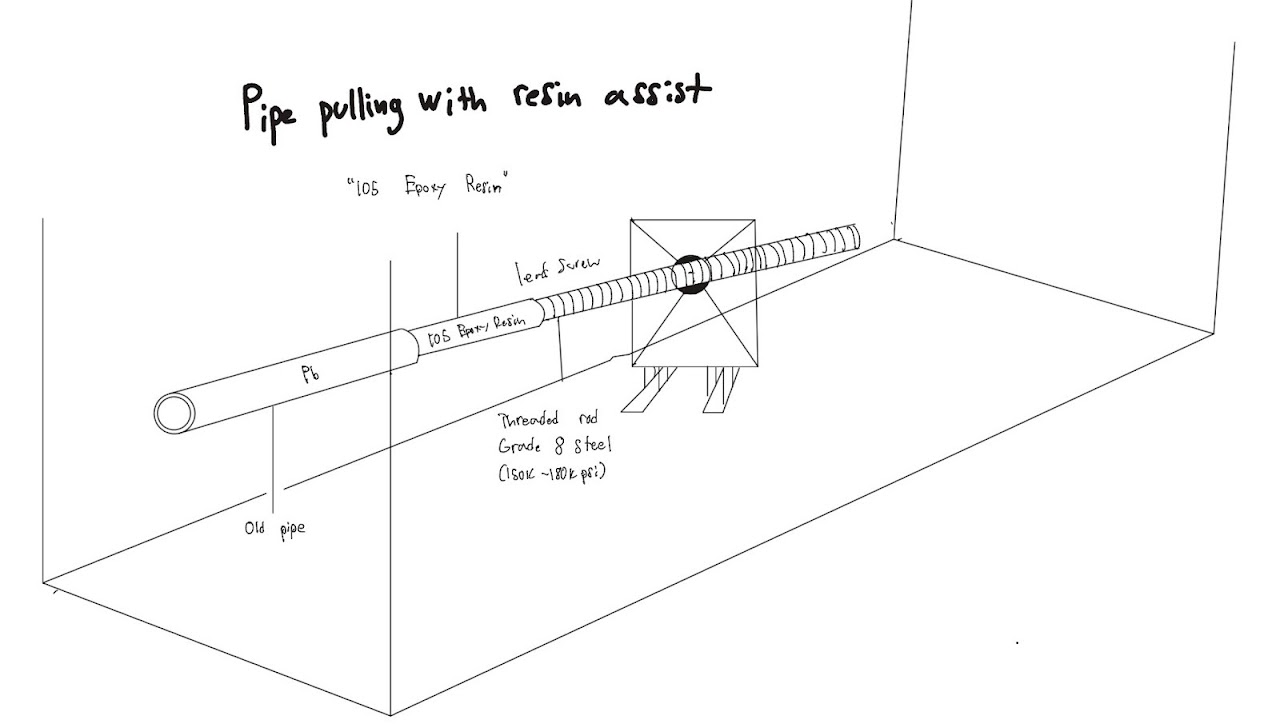 Pipe pulling with resin assist
"105 Epoxy Resin"
lead screw
105 Epoxy Resin
Pb
Threaded rod
Grade 8 steel
(150k ~180k psi)
Old pipe